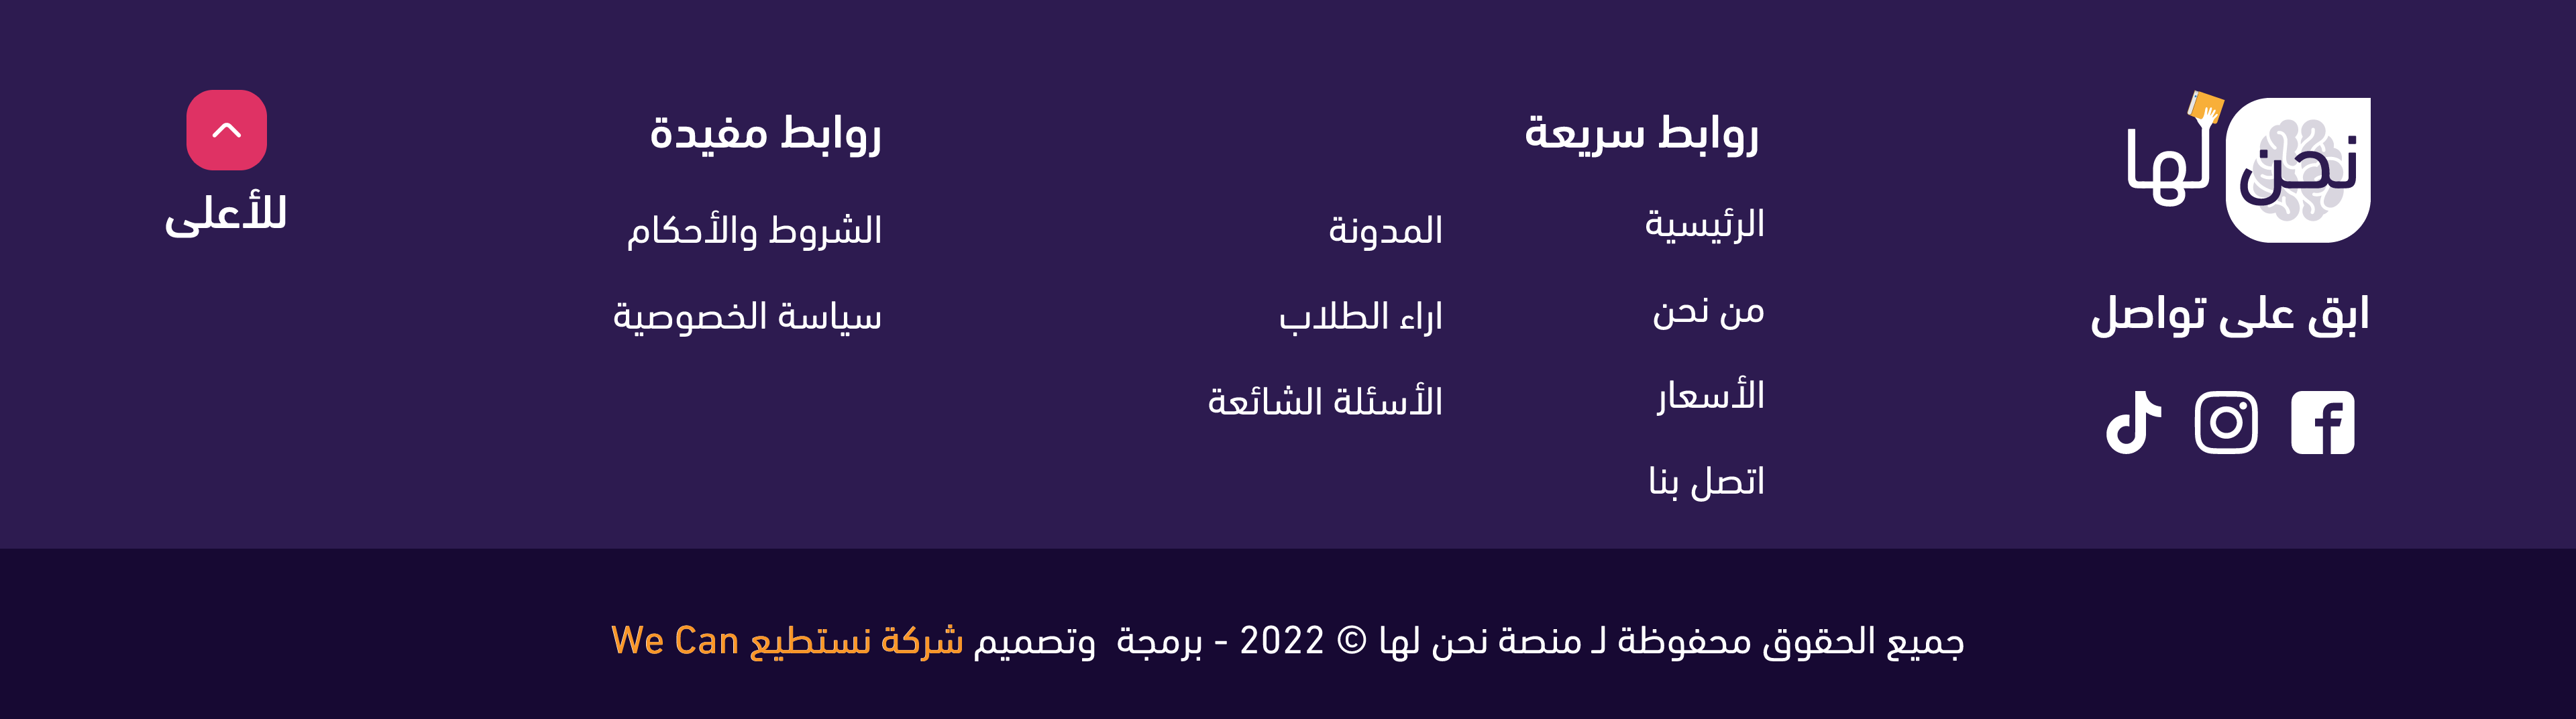 نحن لها
ابق على تواصل
روابط سريعة
الرئيسية
من نحن
الأسعار
اتصل بنا
المدونة
اراء الطلاب
الأسئلة الشائعة
روابط مفيدة
الشروط والأحكام
سياسة الخصوصية
للأعلى
جميع الحقوق محفوظة لـ منصة نحن لها © 2022 - برمجة وتصميم شركة نستطيع We Can